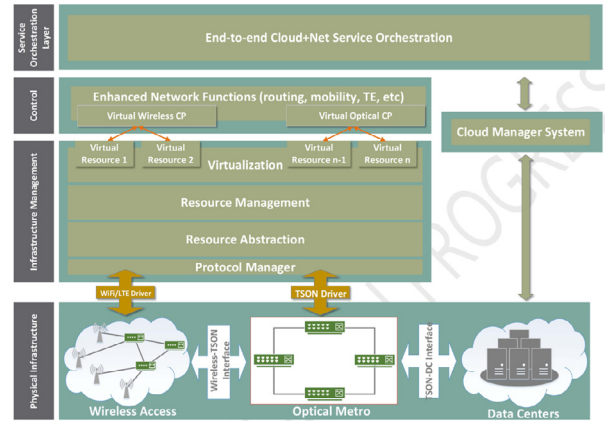 Service
Orchestration
Layer
End-to-end Cloud+Net Service Orchestration
Control
Enhanced Network Functions (routing, mobility, TE, etc)
Virtual Wireless CP
Virtual Optical CP
Cloud Manager System
Infrastructure Management
Virtual
Resource 1
Virtual
Resource 2
Virtual
Resource n-1
Virtual
Resource n
Virtualization
Resource Management
Resource Abstraction
Protocol Manager
WiFi/LTE Driver
TSON Driver
Physical Infrastructure
Wireless-TSON
Interface
TSON-DC Interface
Wireless Access
Optical Metro
Data Centers
PROGRESS